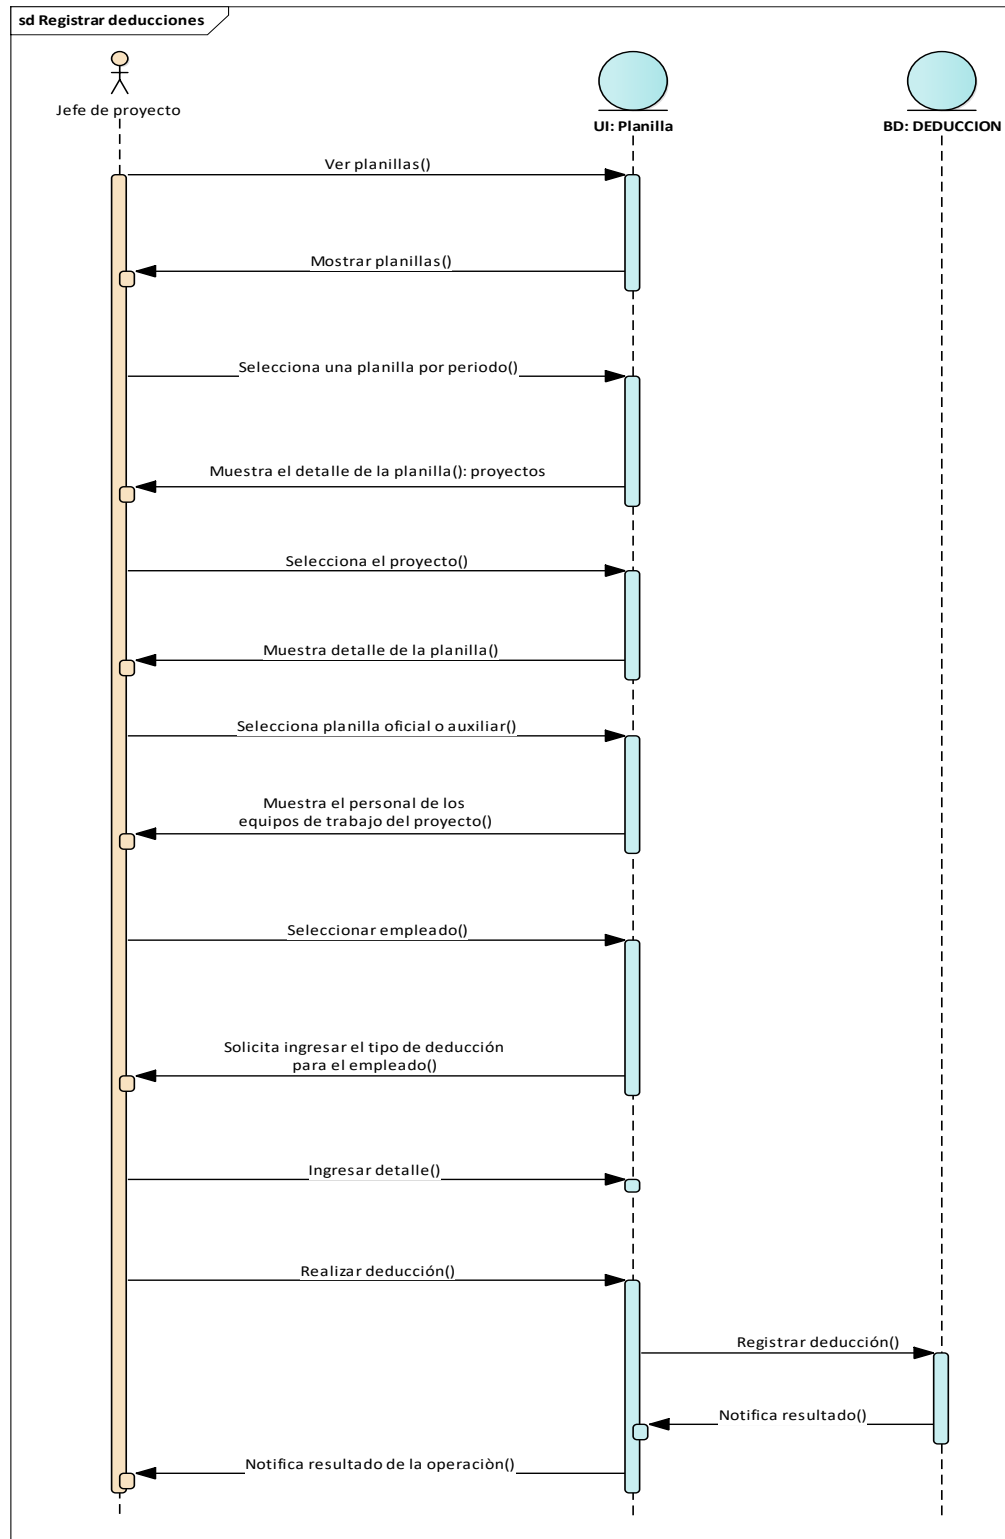 sd Registrar deducciones
Jefe de proyecto
UI: Planilla
BD: DEDUCCION
Ver planillas()
Mostrar planillas()
Selecciona una planilla por periodo()
Muestra el detalle de la planilla(): proyectos
Selecciona el proyecto()
Muestra detalle de la planilla()
Selecciona planilla oficial o auxiliar()
Muestra el personal de los
equipos de trabajo del proyecto()
Seleccionar empleado()
Solicita ingresar el tipo de deducción
para el empleado()
Ingresar detalle()
Realizar deducción()
Registrar deducción()
Notifica resultado()
Notifica resultado de la operaciòn()